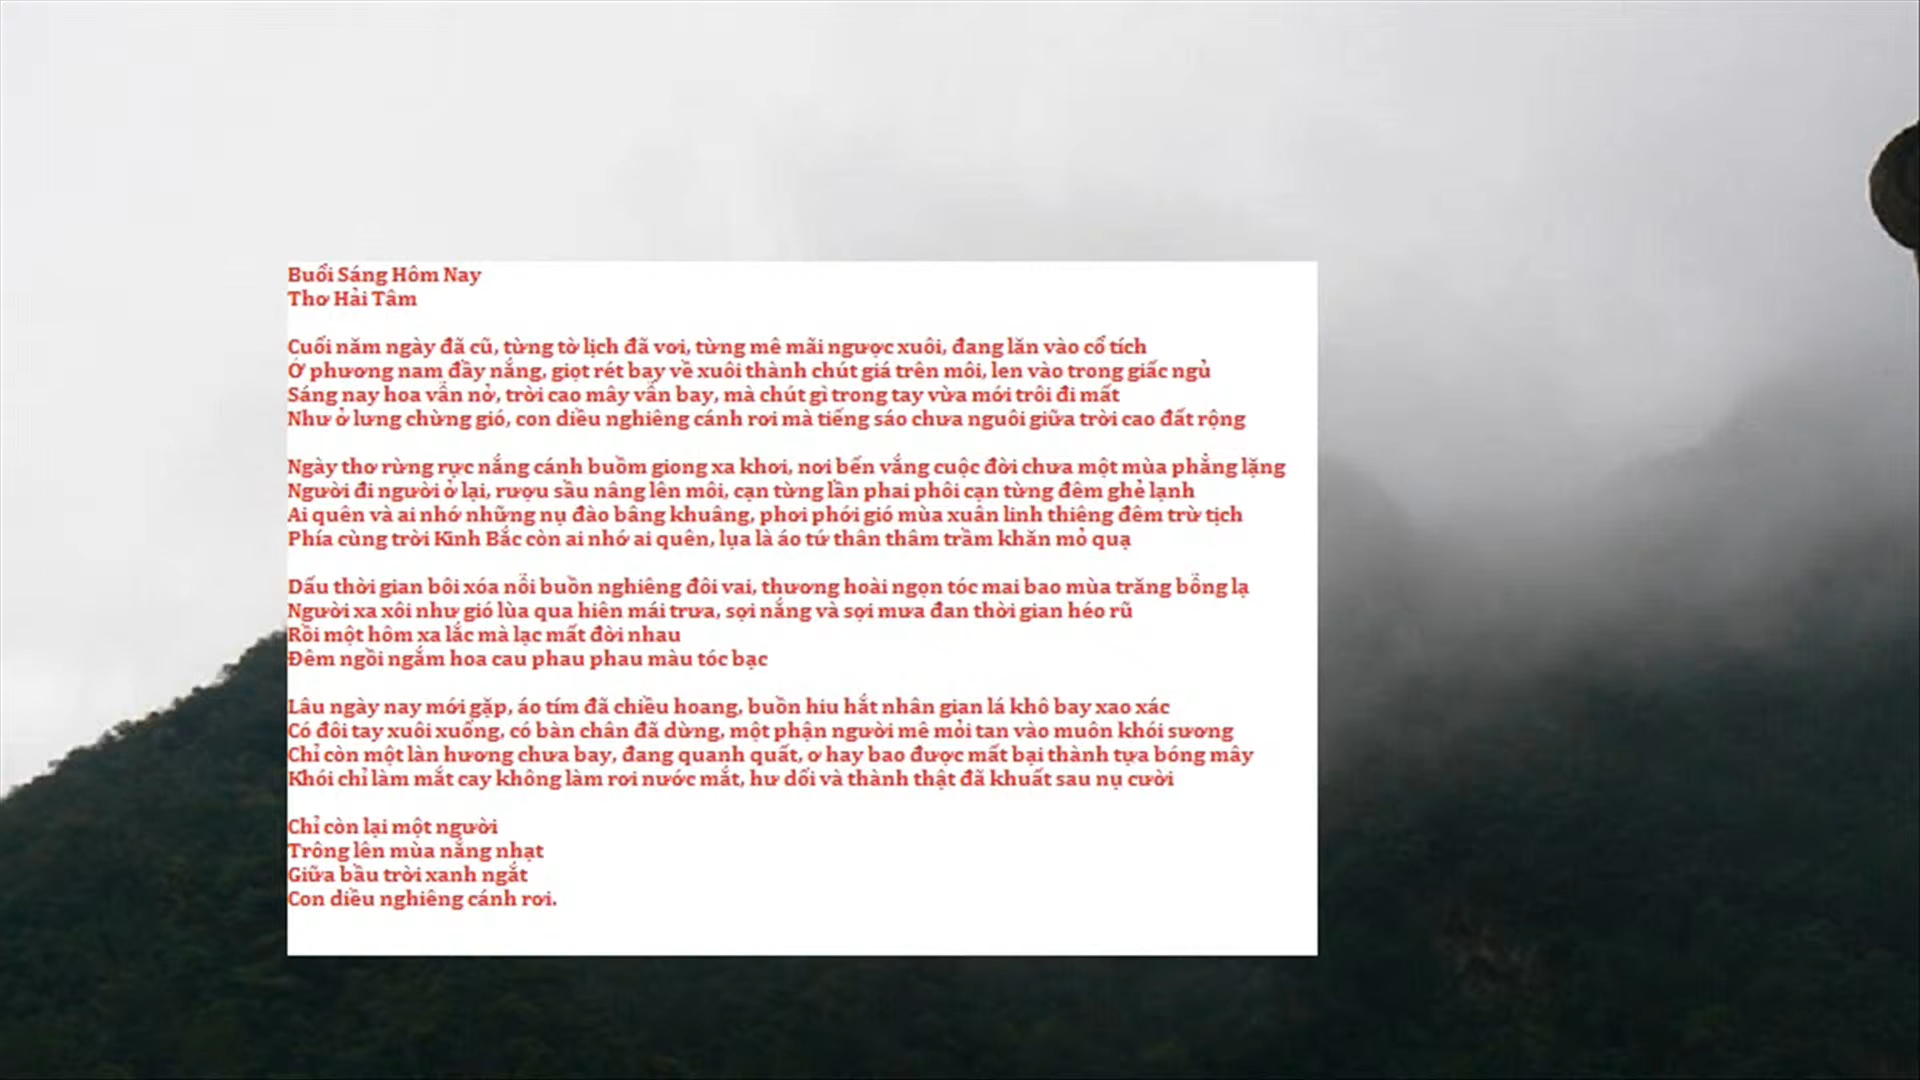 Buổi Sáng Hôm Nay
Thơ Hải Tâm
Cuối năm ngày đã cũ, từng tờ lịch đã vơi, từng mê mãi ngược xuôi, đang lăn vào cổ tích
Ở phương nam đầy nắng, giọt rét bay về xuôi thành chút giá trên môi, len vào trong giấc ngủ
Sáng nay hoa vẫn nở, trời cao mây vẫn bay, mà chút gì trong tay vừa mới trôi đi mất
Như ở lưng chừng gió, con diều nghiêng cánh rơi mà tiếng sáo chưa nguôi giữa trời cao đất rộng
Ngày thơ rừng rực nắng cánh buồm giong xa khơi, nơi bến vắng cuộc đời chưa một mùa phẳng lặng
Người đi người ở lại, rượu sầu nâng lên môi, cạn từng lần phai phôi cạn từng đêm ghẻ lạnh
Ai quên và ai nhớ những nụ đào bâng khuâng, phơi phới gió mùa xuân linh thiêng đêm trừ tịch
Phía cùng trời Kinh Bắc còn ai nhớ ai quên, lụa là áo tứ thân thâm trầm khăn mỏ quạ
Dấu thời gian bôi xóa nỗi buồn nghiêng đôi vai, thương hoài ngọn tóc mai bao mùa trăng bỗng lạ
Người xa xôi như gió lùa qua hiên mái trưa, sợi nắng và sợi mưa đan thời gian héo rũ
Rồi một hôm xa lắc mà lạc mất đời nhau
Đêm ngồi ngắm hoa cau phau phau màu tóc bạc
Lâu ngày nay mới gặp, áo tím đã chiều hoang, buồn hiu hắt nhân gian lá khô bay xao xác
Có đôi tay xuôi xuống, có bàn chân đã dừng, một phận người mê mỏi tan vào muôn khói sương
Chỉ còn một làn hương chưa bay, đang quanh quất, ơ hay bao được mất bại thành tựa bóng mây
Khói chỉ làm mắt cay không làm rơi nước mắt, hư dối và thành thật đã khuất sau nụ cười
Chỉ còn lại một người
Trông lên mùa nắng nhạt
Giữa bầu trời xanh ngắt
Con diều nghiêng cánh rơi.